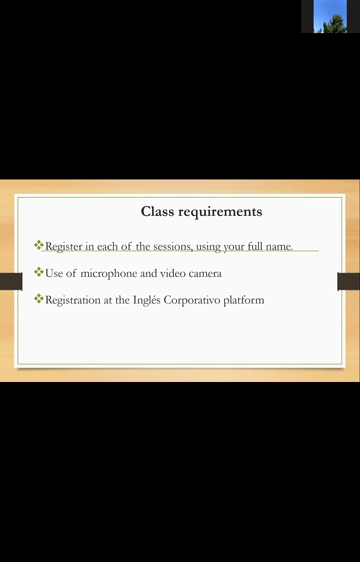 Class requirements
Register in each of the sessions, using your full name.
Use of microphone and video camera
Registration at the Inglés Corporativo platform